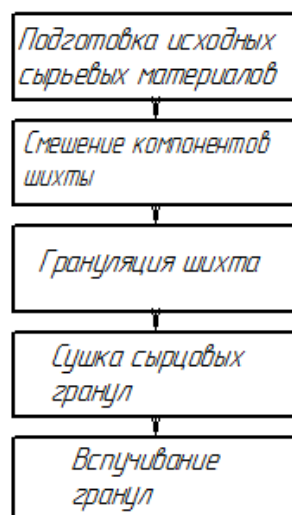 Подготовка исходных
сырьевых материалов
Смешение компонентов
шихты
Грануляция шихта
Сушка сырцовых
гранул
Вспучивание
гранул